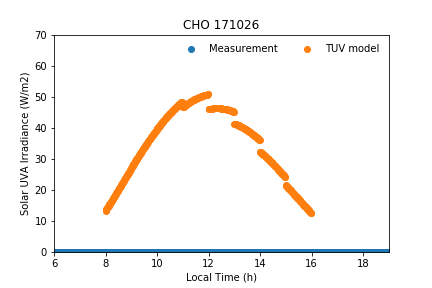 CHO 171026
Measurement
TUV model
Solar UVA Irradiance (W/m2)
70
60
50
40
30
20
10
0
6 8 10 12 14 16 18
Local Time (h)